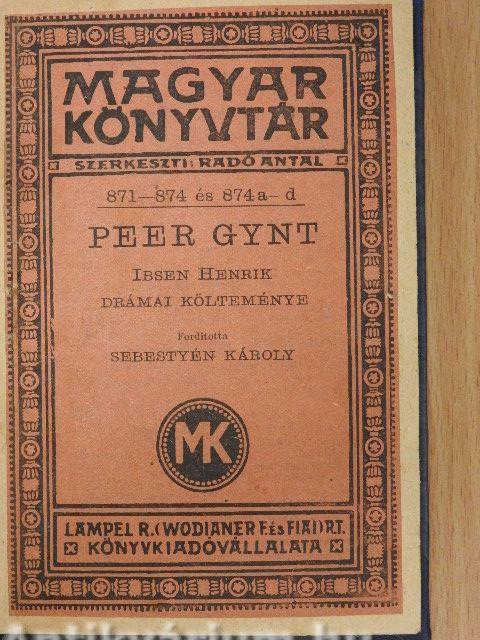 MAGYAR
KÖNYVTÁR
SZERKESZTI: RADÓ ANTAL
871—874 és 874a—d
PEER GYNT
IBSEN HENRIK
DRÁMAI KÖLTEMÉNYE
Fordította
SEBESTYÉN KÁROLY
MK
LAMPEL R. (WODIANER F. és FIAI) R.T.
KÖNYVKIADÓVÁLLALATA